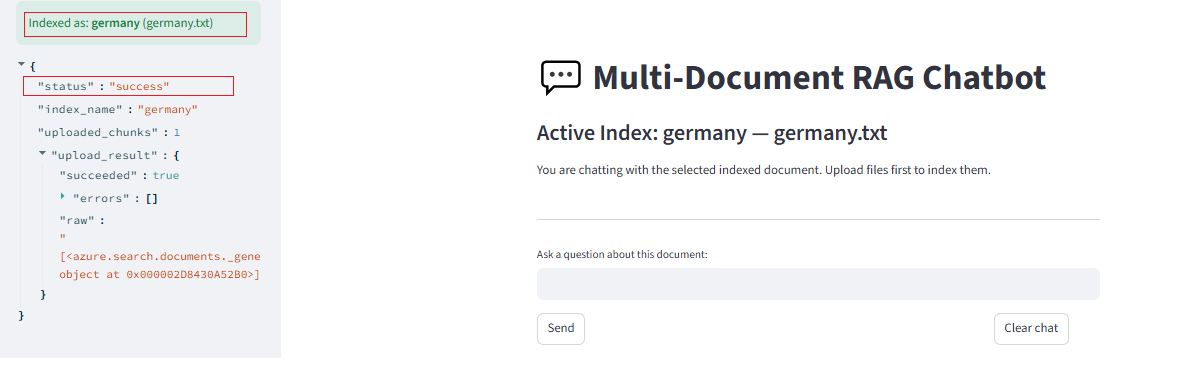 Indexed as: germany (germany.txt)
{
"status" : "success"
"index_name" : "germany"
"uploaded_chunks" : 1
"upload_result" : {
"succeeded" : true
"errors" : []
"raw" :
"
[<azure.search.documents._gene
object at 0x000002D8430A52B0>]
}
}
Multi-Document RAG Chatbot
Active Index: germany — germany.txt
You are chatting with the selected indexed document. Upload files first to index them.
Ask a question about this document:
Send
Clear chat